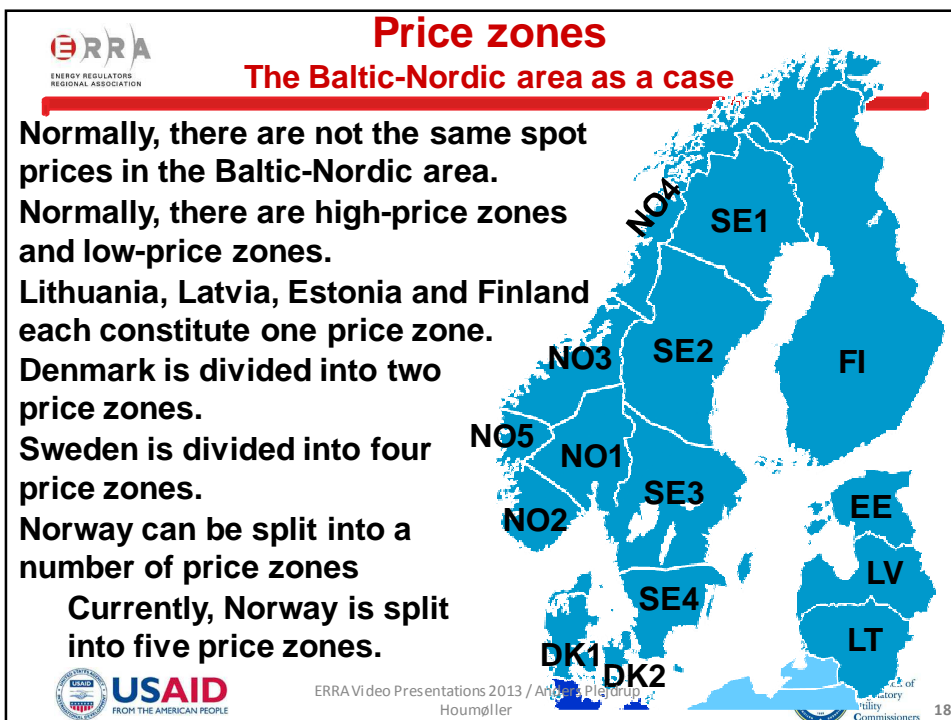 Price zones
ERRA
ENERGY REGULATORS
REGIONAL ASSOCIATION
The Baltic-Nordic area as a case
Normally, there are not the same spot
prices in the Baltic-Nordic area.
Normally, there are high-price zones
and low-price zones.
Lithuania, Latvia, Estonia and Finland
each constitute one price zone.
Denmark is divided into two
price zones.
Sweden is divided into four
price zones.
Norway can be split into a
number of price zones
Currently, Norway is split
into five price zones.
NO4
SE1
SE2
FI
NO3
NO5
NO1
SE3
EE
NO2
LV
SE4
LT
DK1
DK2
USAID
FROM THE AMERICAN PEOPLE
ERRA Video Presentations 2013 / Anders Plejdrup
Houmøller
of
Utility
Commissioners
18